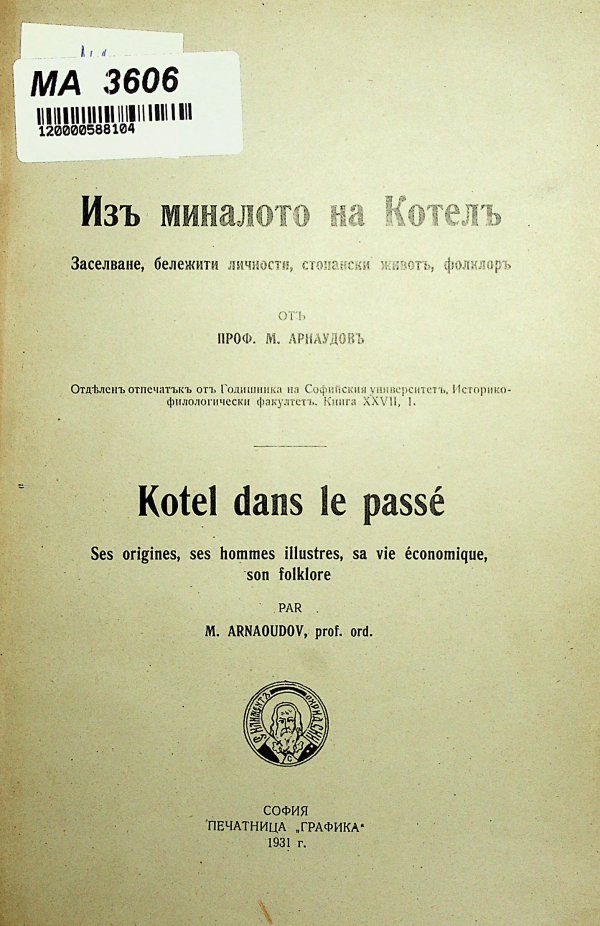 MA 3606
120000588104
Изъ миналото на Котелъ
Заселване, бележити личности, стопански животъ, фолклоръ
отъ
ПРОФ. М. АРНАУДОВЪ
Отдѣленъ отпечатъкъ отъ Годишника на Софийския университетъ, Историко-
филологически факултетъ. Книга XXVII, 1.
Kotel dans le passé
Ses origines, ses hommes illustres, sa vie économique,
son folklore
PAR
M. ARNAOUDOV, prof. ord.
СОФИЯ
ПЕЧАТНИЦА „ГРАФИКА“
1931 г.